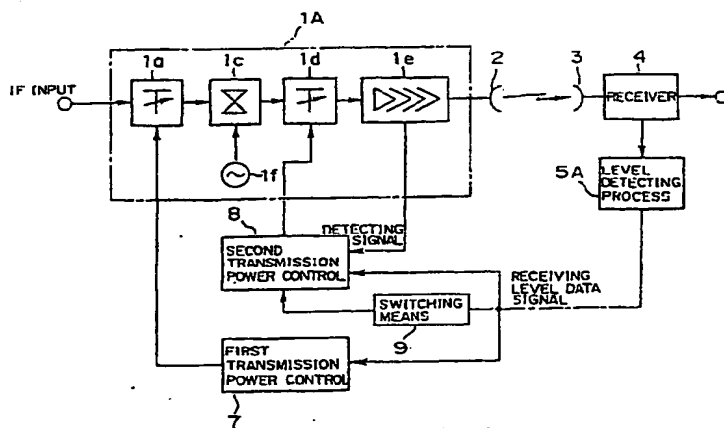 1A
1a
1c
1d
1e
2
3
4
IF INPUT
RECEIVER
1f
5A
LEVEL
DETECTING
PROCESS
8
DETECTING
SIGNAL
SECOND
TRANSMISSION
POWER CONTROL
RECEIVING
LEVEL DATA
SIGNAL
SWITCHING
MEANS
9
FIRST
TRANSMISSION
POWER CONTROL
7